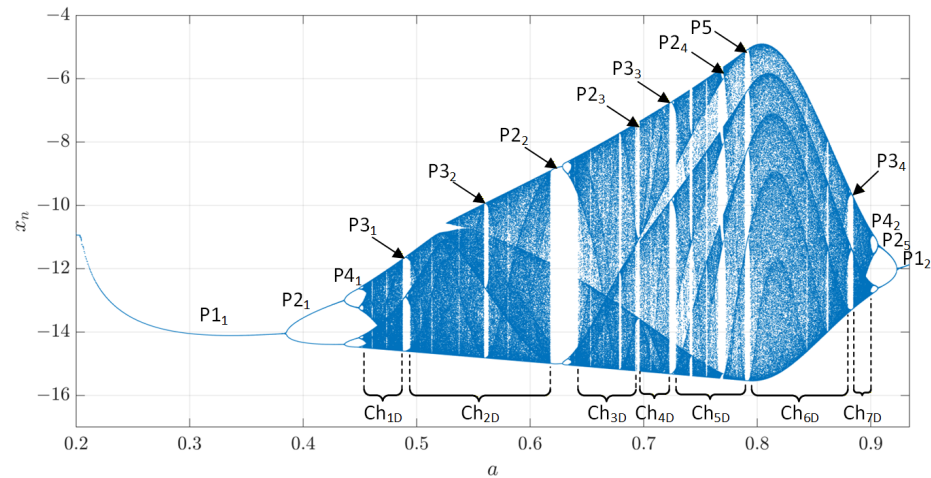 −4
P5
P2₄
−6
P3₃
P2₃
−8
P2₂
P3₂
P3₄
−10
xₙ
P3₁
P4₂
P2₅
P1₂
−12
P4₁
P2₁
P1₁
−14
−16
Ch₁D Ch₂D Ch₃D Ch₄D Ch₅D Ch₆D Ch₇D
0.2 0.3 0.4 0.5 0.6 0.7 0.8 0.9
a